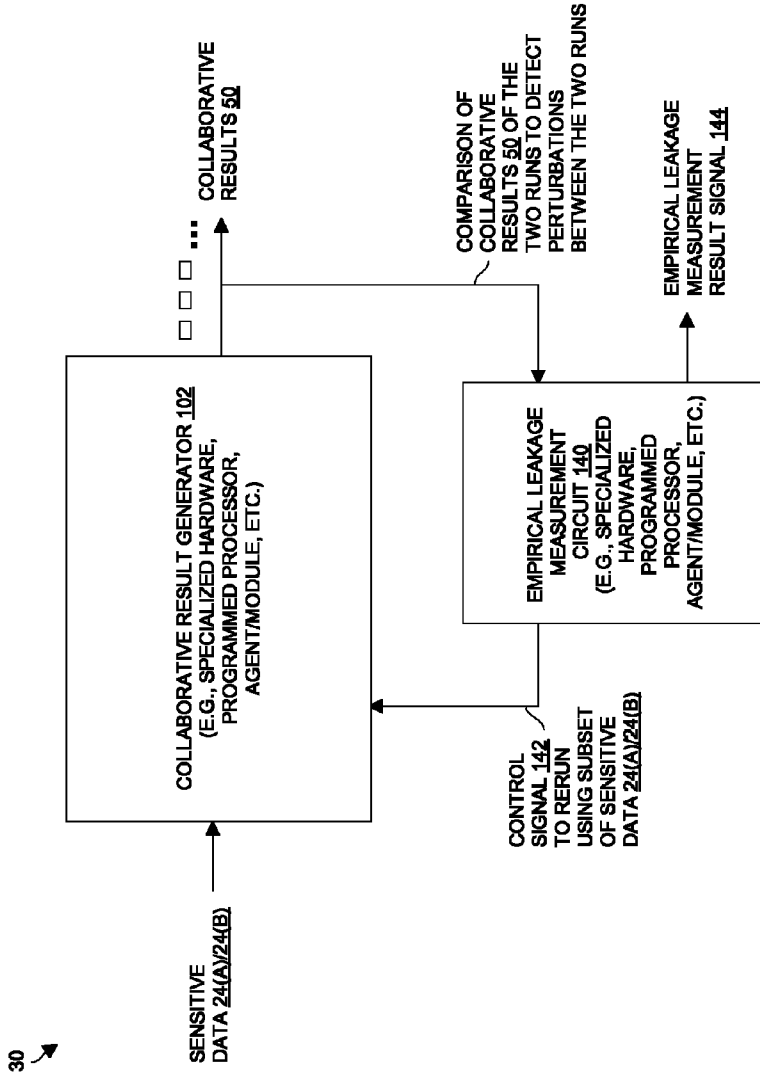 30
SENSITIVE
DATA 24(A)/24(B)
COLLABORATIVE RESULT GENERATOR 102
(E.G., SPECIALIZED HARDWARE,
PROGRAMMED PROCESSOR,
AGENT/MODULE, ETC.)
COLLABORATIVE
RESULTS 50
CONTROL
SIGNAL 142
TO RERUN
USING SUBSET
OF SENSITIVE
DATA 24(A)/24(B)
EMPIRICAL LEAKAGE
MEASUREMENT
CIRCUIT 140
(E.G., SPECIALIZED
HARDWARE,
PROGRAMMED
PROCESSOR,
AGENT/MODULE, ETC.)
COMPARISON OF
COLLABORATIVE
RESULTS 50 OF THE
TWO RUNS TO DETECT
PERTURBATIONS
BETWEEN THE TWO RUNS
EMPIRICAL LEAKAGE
MEASUREMENT
RESULT SIGNAL 144